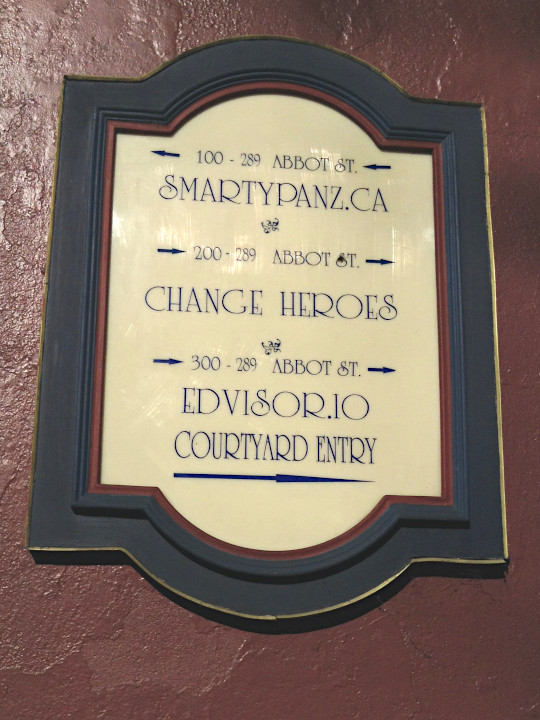 100 - 289 ABBOT ST.
SMARTYPANZ.CA
200 - 289 ABBOT ST.
CHANGE HEROES
300 - 289 ABBOT ST.
EDVISOR.IO
COURTYARD ENTRY